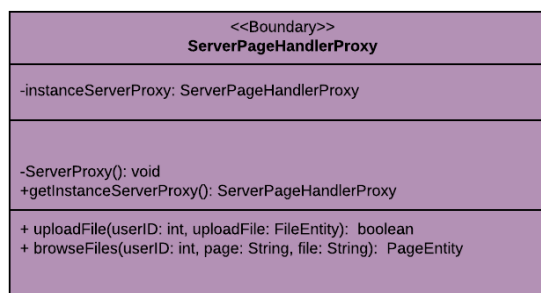 <<Boundary>>
ServerPageHandlerProxy
-instanceServerProxy: ServerPageHandlerProxy
-ServerProxy(): void
+getInstanceServerProxy(): ServerPageHandlerProxy
+ uploadFile(userID: int, uploadFile: FileEntity): boolean
+ browseFiles(userID: int, page: String, file: String): PageEntity